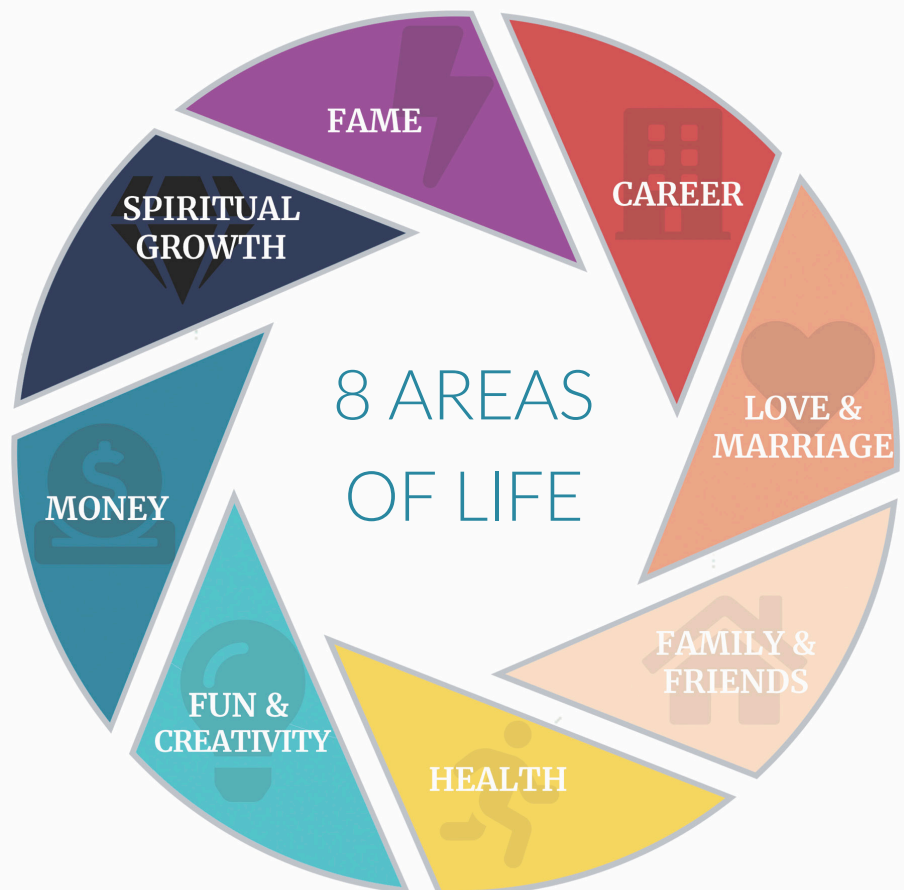 FAME
CAREER
SPIRITUAL
GROWTH
8 AREAS
OF LIFE
LOVE &
MARRIAGE
MONEY
FAMILY &
FRIENDS
FUN &
CREATIVITY
HEALTH
$